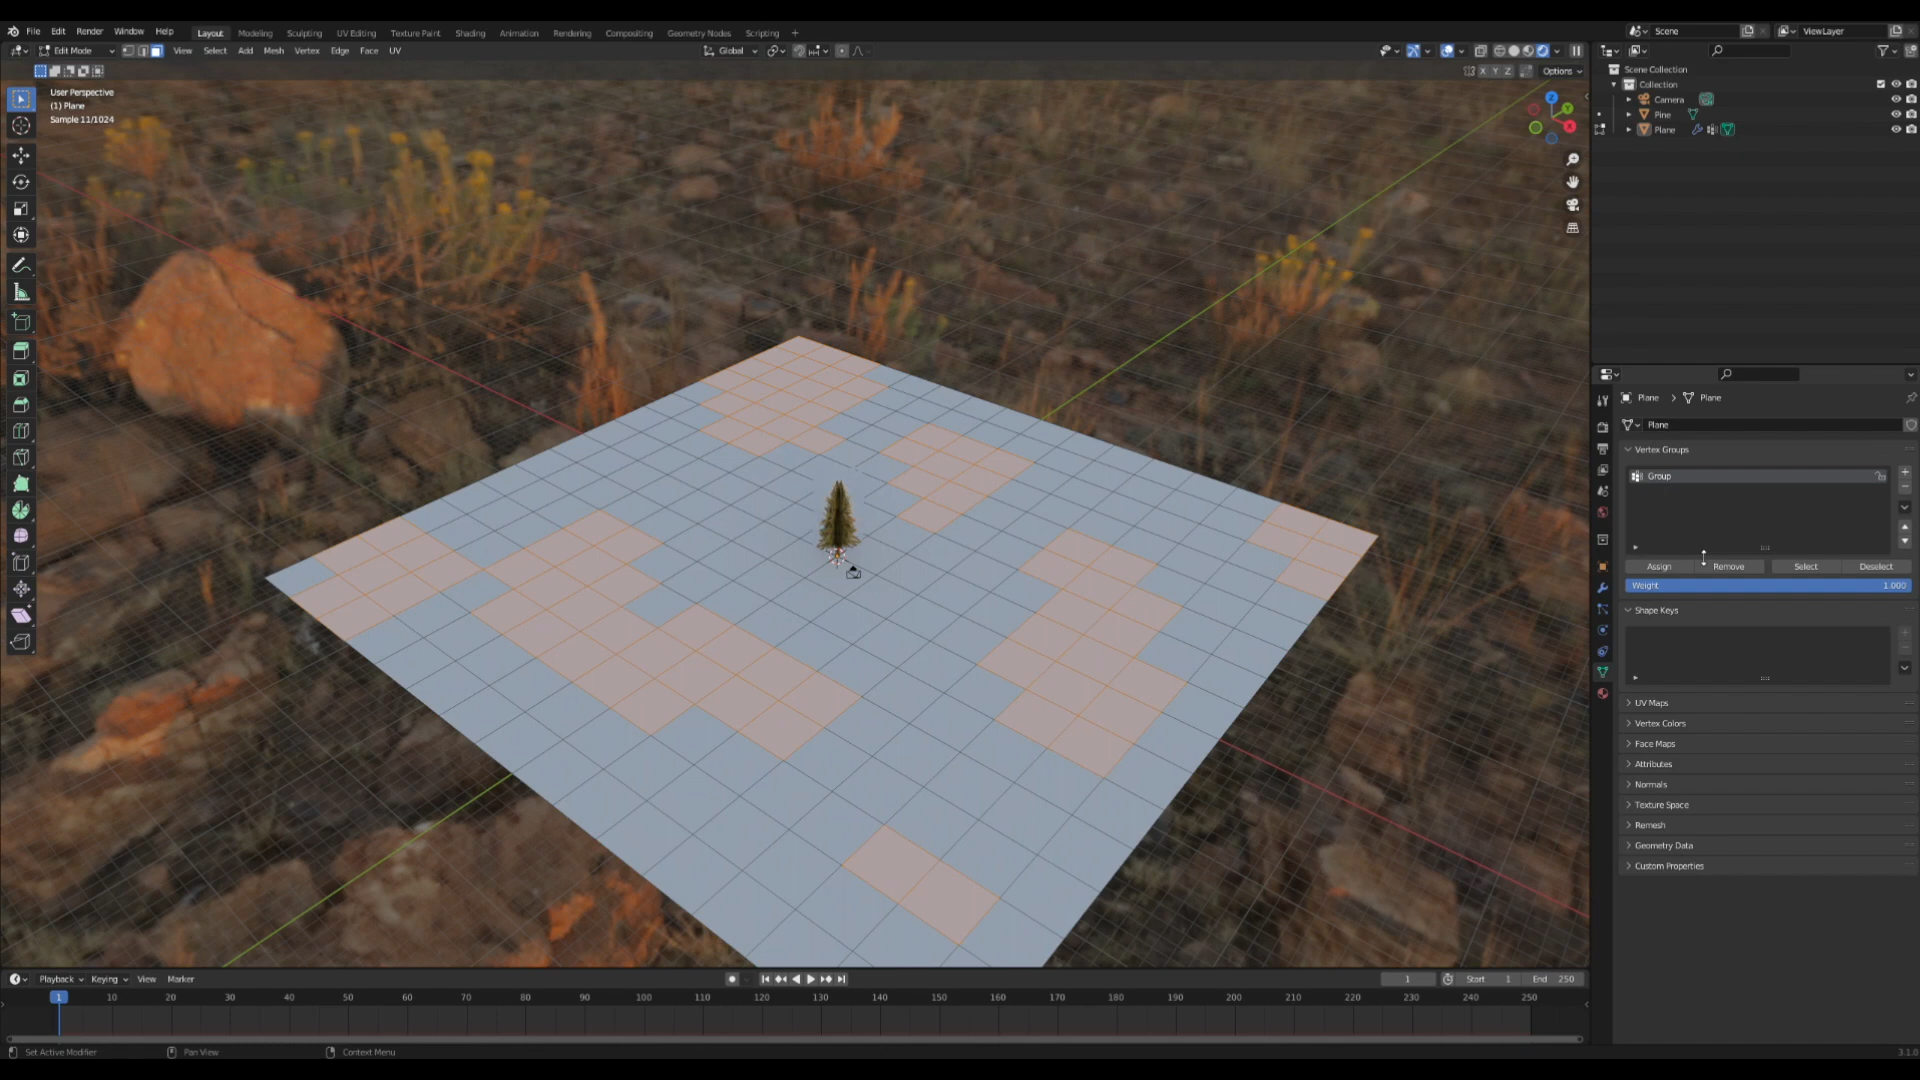 File Edit Render Window Help Layout Modeling Sculpting UV Editing Texture Paint Shading Animation Rendering Compositing Geometry Nodes Scripting + Scene ViewLayer
Edit Mode View Select Add Mesh Vertex Edge Face UV Global
X Y Z Options
User Perspective
(1) Plane
Sample 11/1024
Z
Y
X
Scene Collection
Collection
Camera
Pine
Plane
Plane > Plane
Plane
Vertex Groups
Group
Assign Remove Select Deselect
Weight 1.000
Shape Keys
UV Maps
Vertex Colors
Face Maps
Attributes
Normals
Texture Space
Remesh
Geometry Data
Custom Properties
Playback Keying View Marker 1 Start 1 End 250
1 10 20 30 40 50 60 70 80 90 100 110 120 130 140 150 160 170 180 190 200 210 220 230 240 250
Set Active Modifier Pan View Context Menu 3.1.0